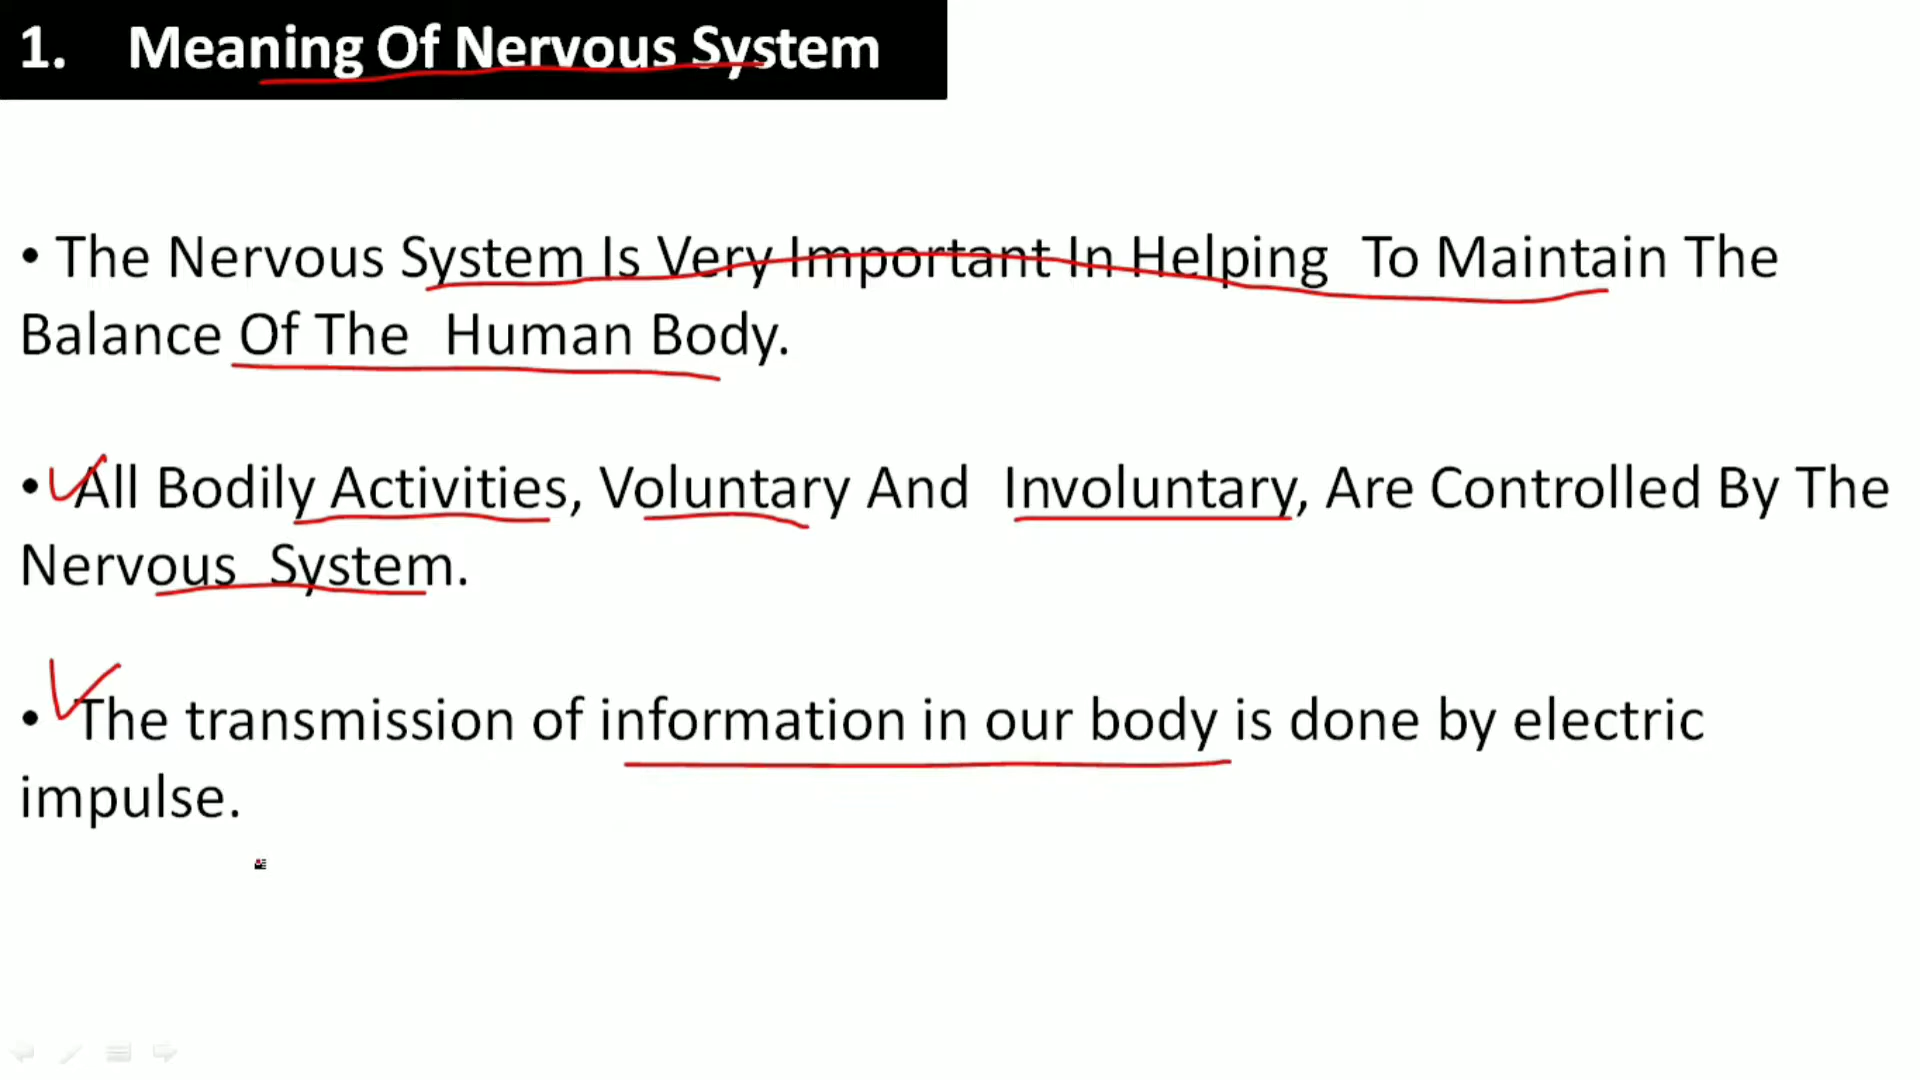 1. Meaning Of Nervous System
• The Nervous System Is Very Important In Helping To Maintain The
Balance Of The Human Body.
• All Bodily Activities, Voluntary And Involuntary, Are Controlled By The
Nervous System.
• The transmission of information in our body is done by electric
impulse.